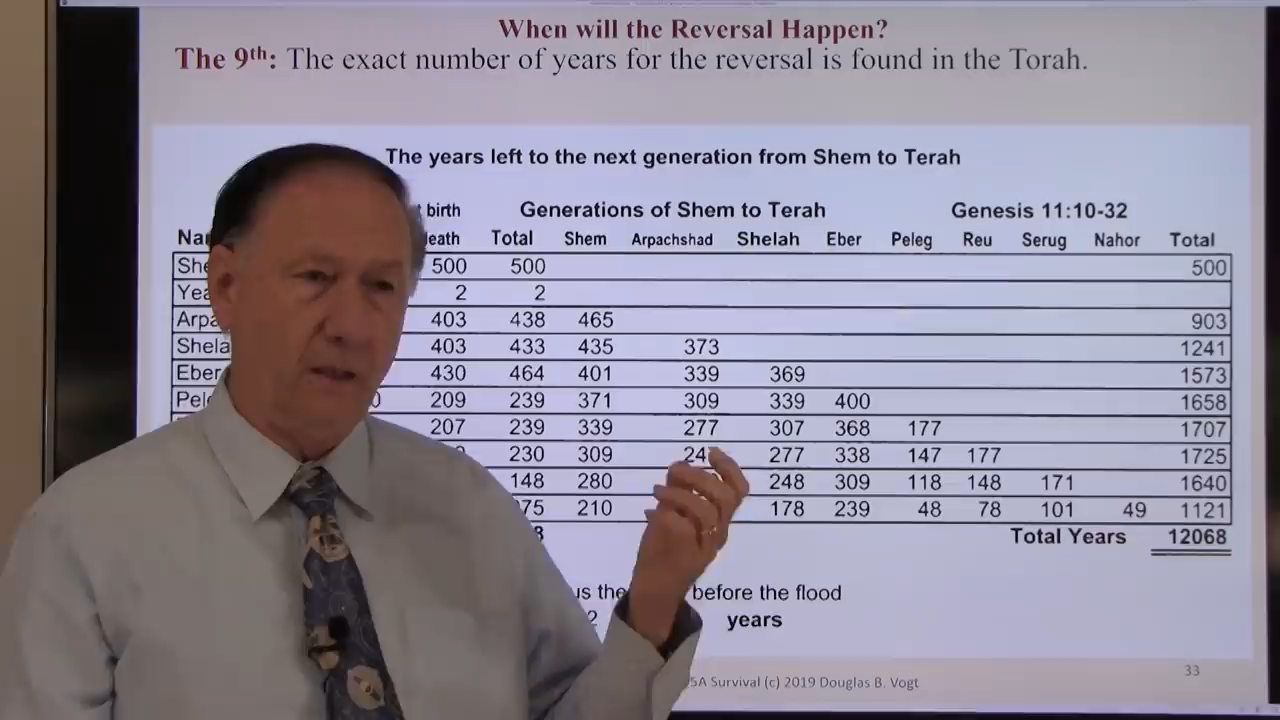 When will the Reversal Happen?
The 9th: The exact number of years for the reversal is found in the Torah.
The years left to the next generation from Shem to Terah
birth Generations of Shem to Terah Genesis 11:10-32
Total Shem Arpachshad Shelah Eber Peleg Reu Serug Nahor Total
500 500 500
2 2
403 438 465 903
403 433 435 373 1241
Eber 430 464 401 339 369 1573
209 239 371 309 339 400 1658
207 239 339 277 307 368 177 1707
230 309 277 338 147 177 1725
148 280 248 309 118 148 171 1640
210 178 239 48 78 101 49 1121
Total Years 12068
before the flood
years
Survival (c) 2019 Douglas B. Vogt
33